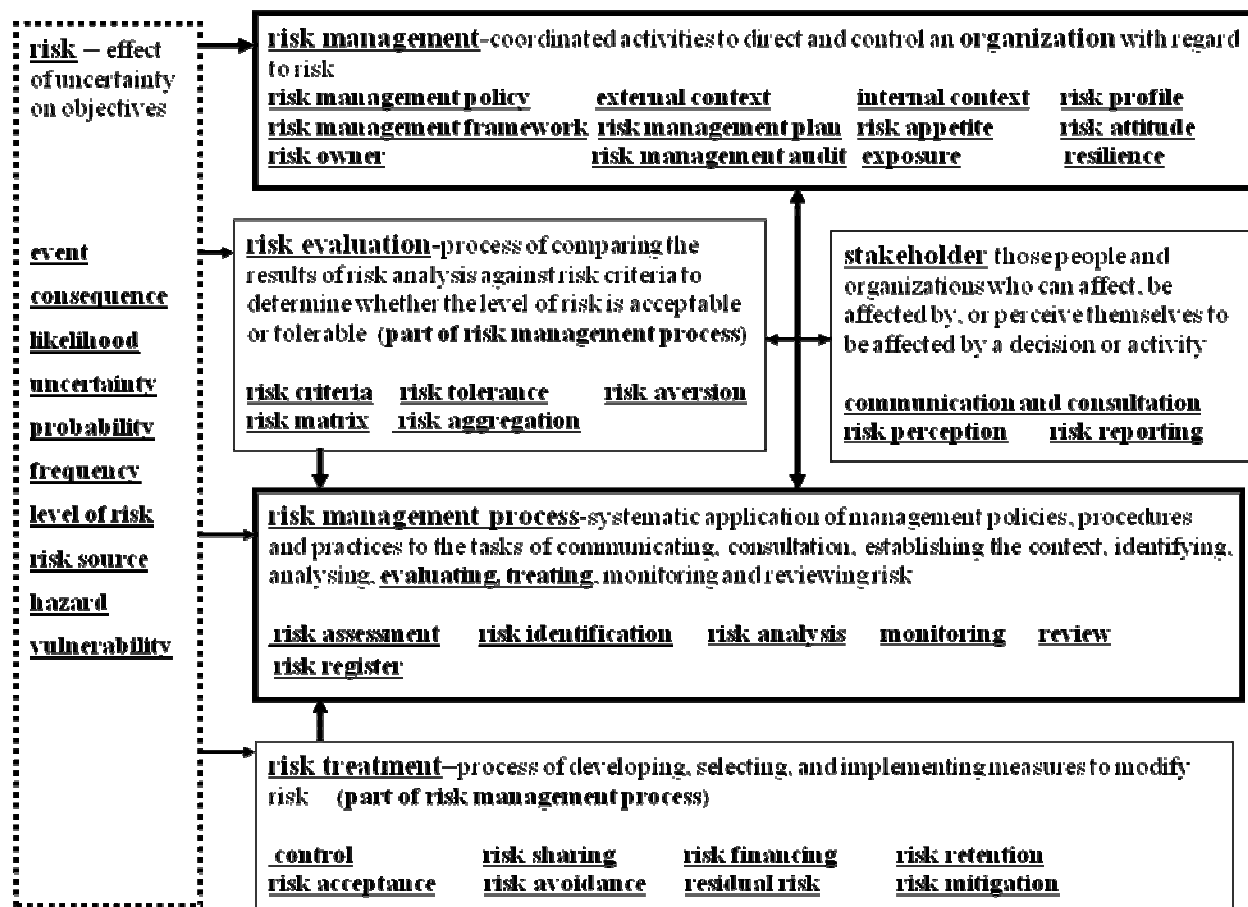 risk – effect
of uncertainty
on objectives
event
consequence
likelihood
uncertainty
probability
frequency
level of risk
risk source
hazard
vulnerability
risk management-coordinated activities to direct and control an organization with regard
to risk
risk management policy external context internal context risk profile
risk management framework risk management plan risk appetite risk attitude
risk owner risk management audit exposure resilience
risk evaluation-process of comparing the
results of risk analysis against risk criteria to
determine whether the level of risk is acceptable
or tolerable (part of risk management process)
risk criteria risk tolerance risk aversion
risk matrix risk aggregation
stakeholder those people and
organizations who can affect, be
affected by, or perceive themselves to
be affected by a decision or activity
communication and consultation
risk perception risk reporting
risk management process-systematic application of management policies, procedures
and practices to the tasks of communicating, consultation, establishing the context, identifying,
analysing, evaluating, treating, monitoring and reviewing risk
risk assessment risk identification risk analysis monitoring review
risk register
risk treatment–process of developing, selecting, and implementing measures to modify
risk (part of risk management process)
control risk sharing risk financing risk retention
risk acceptance risk avoidance residual risk risk mitigation